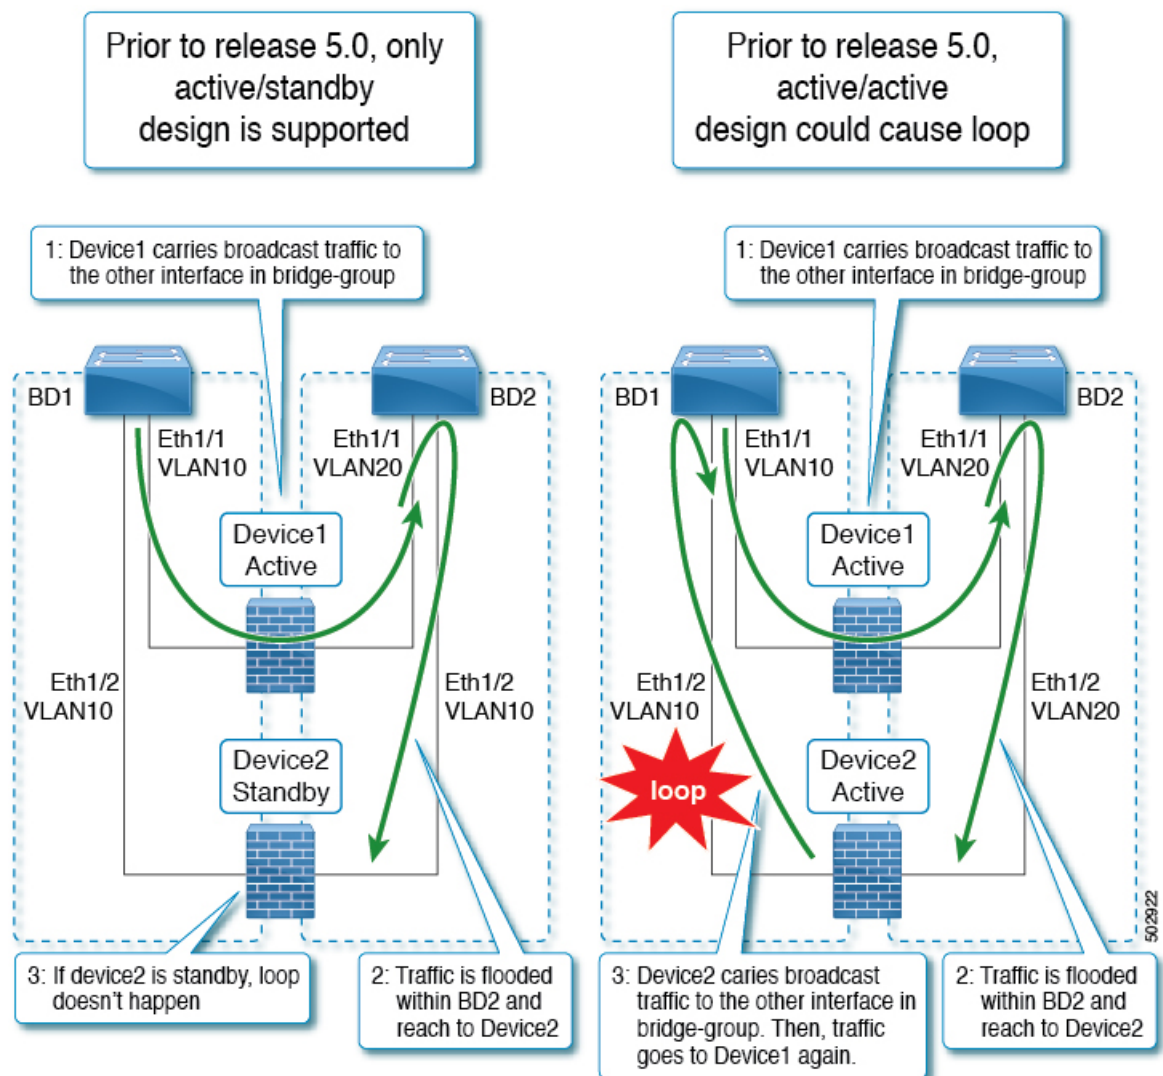 Prior to release 5.0, only
active/standby
design is supported
Prior to release 5.0,
active/active
design could cause loop
1: Device1 carries broadcast traffic to
the other interface in bridge-group
BD1
BD2
Eth1/1
VLAN10
Eth1/1
VLAN20
Device1
Active
Eth1/2
VLAN10
Eth1/2
VLAN10
Device2
Standby
3: If device2 is standby, loop
doesn't happen
2: Traffic is flooded
within BD2 and
reach to Device2
1: Device1 carries broadcast traffic to
the other interface in bridge-group
BD1
BD2
Eth1/1
VLAN10
Eth1/1
VLAN20
Device1
Active
Eth1/2
VLAN10
Eth1/2
VLAN20
loop
Device2
Active
3: Device2 caries broadcast
traffic to the other interface in
bridge-group. Then, traffic
goes to Device1 again.
2: Traffic is flooded
within BD2 and
reach to Device2
502922